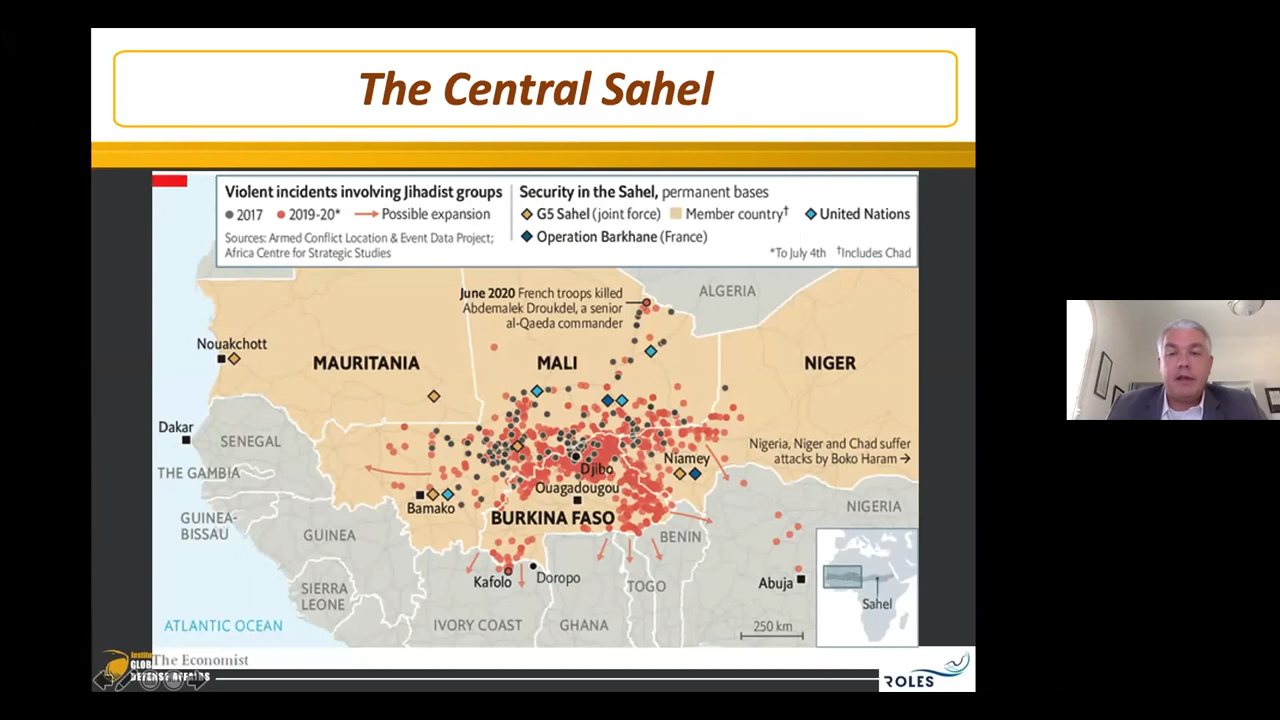 The Central Sahel
Violent incidents involving Jihadist groups
2017 2019-20* Possible expansion
Sources: Armed Conflict Location & Event Data Project;
Africa Centre for Strategic Studies
Security in the Sahel, permanent bases
G5 Sahel (joint force) Member country† United Nations
Operation Barkhane (France)
*To July 4th †Includes Chad
June 2020 French troops killed
Abdemalek Droukdel, a senior
al-Qaeda commander
ALGERIA
Nouakchott
MAURITANIA
MALI
NIGER
Dakar
SENEGAL
THE GAMBIA
Nigeria, Niger and Chad suffer
attacks by Boko Haram →
Niamey
Djibo
Ouagadougou
Bamako
BURKINA FASO
GUINEA-
BISSAU
GUINEA
BENIN
NIGERIA
Kafolo
Doropo
TOGO
Abuja
SIERRA
LEONE
Sahel
ATLANTIC OCEAN
IVORY COAST
GHANA
250 km
The Economist
DEFENSE AFFAIRS
ROLES